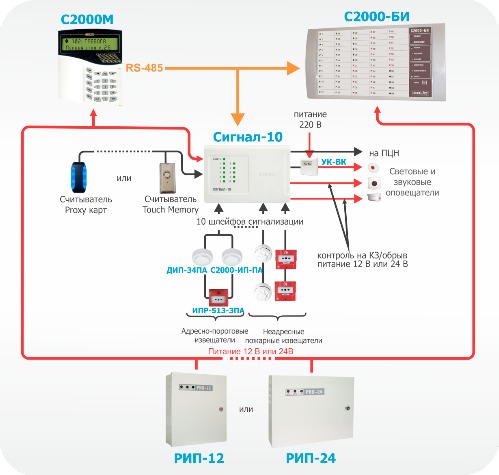 С2000М
С2000-БИ
RS-485
питание
220 В
Сигнал-10
УК-ВК
на ПЦН
Световые и
звуковые
оповещатели
Считыватель
Proxy карт
или
Считыватель
Touch Memory
СИГНАЛ-10
10 шлейфов сигнализации
контроль на КЗ/обрыв
питание 12 В или 24 В
ДИП-34ПА
С2000-ИП-ПА
ИПР-513-3ПА
Адресно-пороговые
извещатели
Неадресные
пожарные извещатели
Питание 12 В или 24В
или
РИП-12
РИП-24